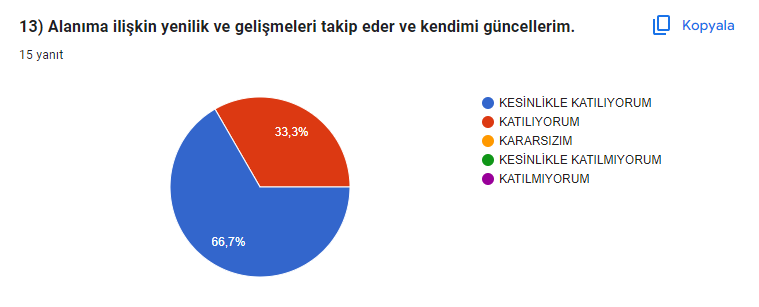 13) Alanıma ilişkin yenilik ve gelişmeleri takip eder ve kendimi güncellerim.
Kopyala
15 yanıt
KESİNLİKLE KATILIYORUM
KATILIYORUM
KARARSIZIM
KESİNLİKLE KATILMIYORUM
KATILMIYORUM
33,3%
66,7%